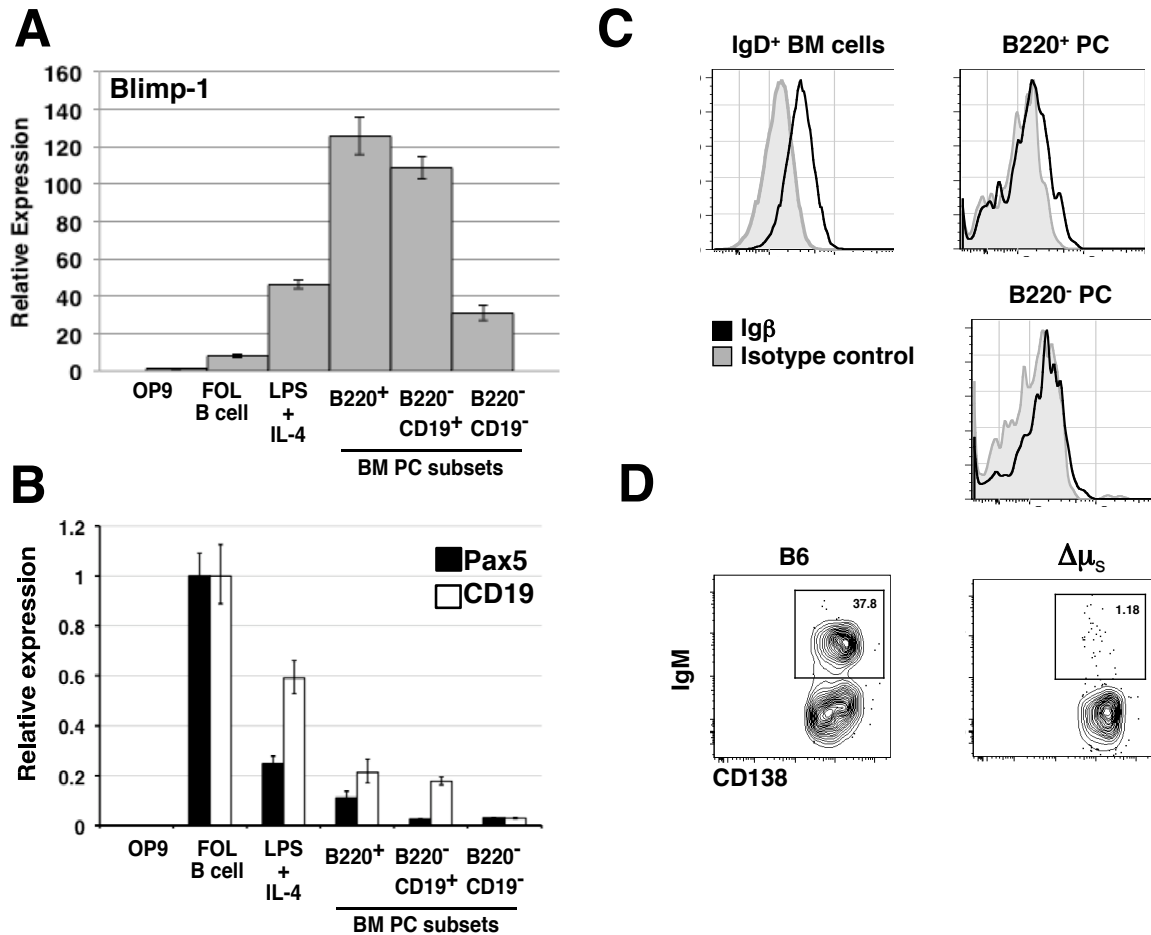 A
Blimp-1
Relative Expression
160
140
120
100
80
60
40
20
0
OP9
FOL
B cell
LPS
+
IL-4
B220+
B220-
CD19+
B220-
CD19-
BM PC subsets
B
Pax5
CD19
Relative expression
1.2
1
0.8
0.6
0.4
0.2
0
OP9
FOL
B cell
LPS
+
IL-4
B220+
B220-
CD19+
B220-
CD19-
BM PC subsets
C
IgD+ BM cells
B220+ PC
B220- PC
Igβ
Isotype control
D
B6
ΔμS
37.8
1.18
IgM
CD138